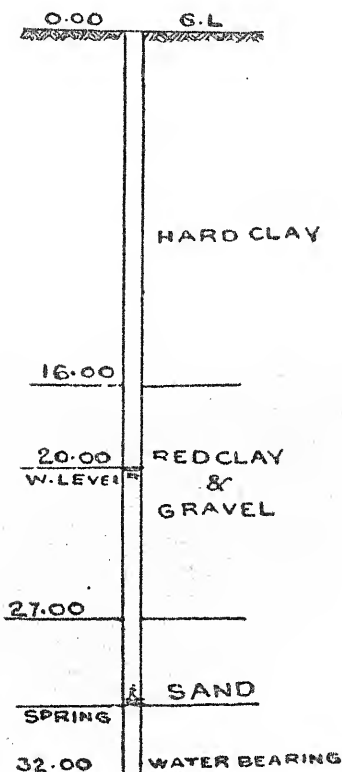 0.00 G.L
HARD CLAY
16.00
20.00 RED CLAY
W. LEVEL &
GRAVEL
27.00
SAND
SPRING
32.00 WATER BEARING